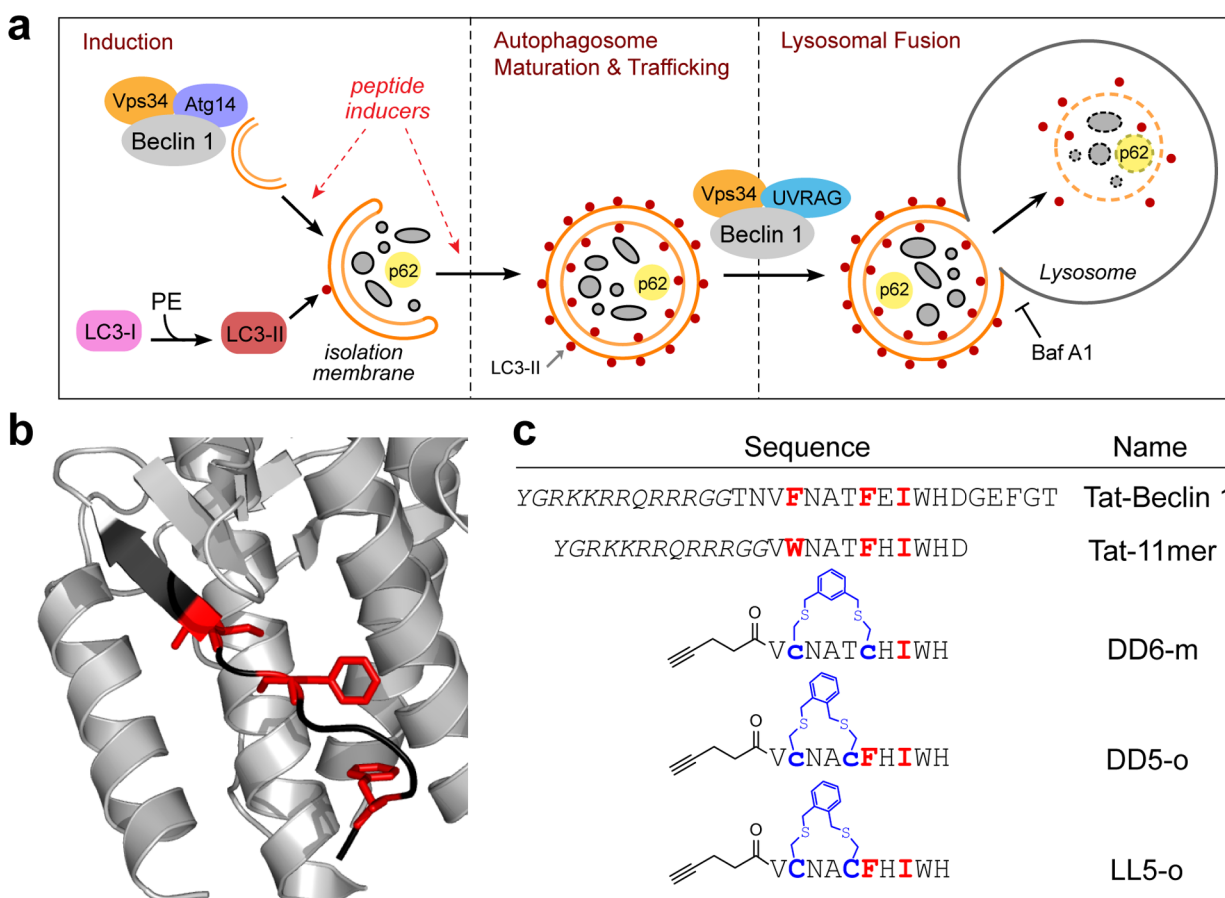 a
Induction
Autophagosome
Maturation & Trafficking
Lysosomal Fusion
Vps34
Atg14
Beclin 1
peptide
inducers
p62
PE
LC3-I
LC3-II
isolation
membrane
p62
LC3-II
Vps34
UVRAG
Beclin 1
p62
p62
Lysosome
Baf A1
b
c
Sequence
Name
YGRKKRRQRRRGGTNVFNATFEIWHDGEFGT
Tat-Beclin 1
YGRKKRRQRRRGGVWNATFHIWHD
Tat-11mer
S S
O
VCNATCHIWH
DD6-m
S S
O
VCNACFHIWH
DD5-o
S S
O
VCNACFHIWH
LL5-o